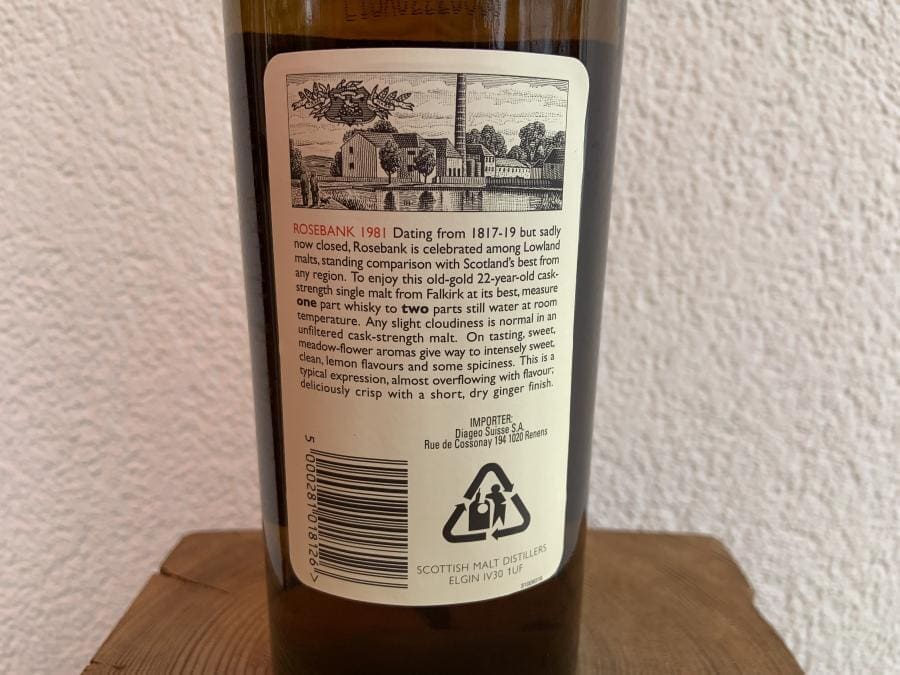 ROSEBANK 1981 Dating from 1817-19 but sadly
now closed, Rosebank is celebrated among Lowland
malts, standing comparison with Scotland's best from
any region. To enjoy this old-gold 22-year-old cask-
strength single malt from Falkirk at its best, measure
one part whisky to two parts still water at room
temperature. Any slight cloudiness is normal in an
unfiltered cask-strength malt. On tasting, sweet,
meadow-flower aromas give way to intensely sweet,
clean, lemon flavours and some spiciness. This is a
typical expression, almost overflowing with flavour;
deliciously crisp with a short, dry ginger finish.
IMPORTER:
Diageo Suisse S.A.
Rue de Cossonay 194 1020 Renens
5 000281 018126 >
SCOTTISH MALT DISTILLERS
ELGIN IV30 1UF